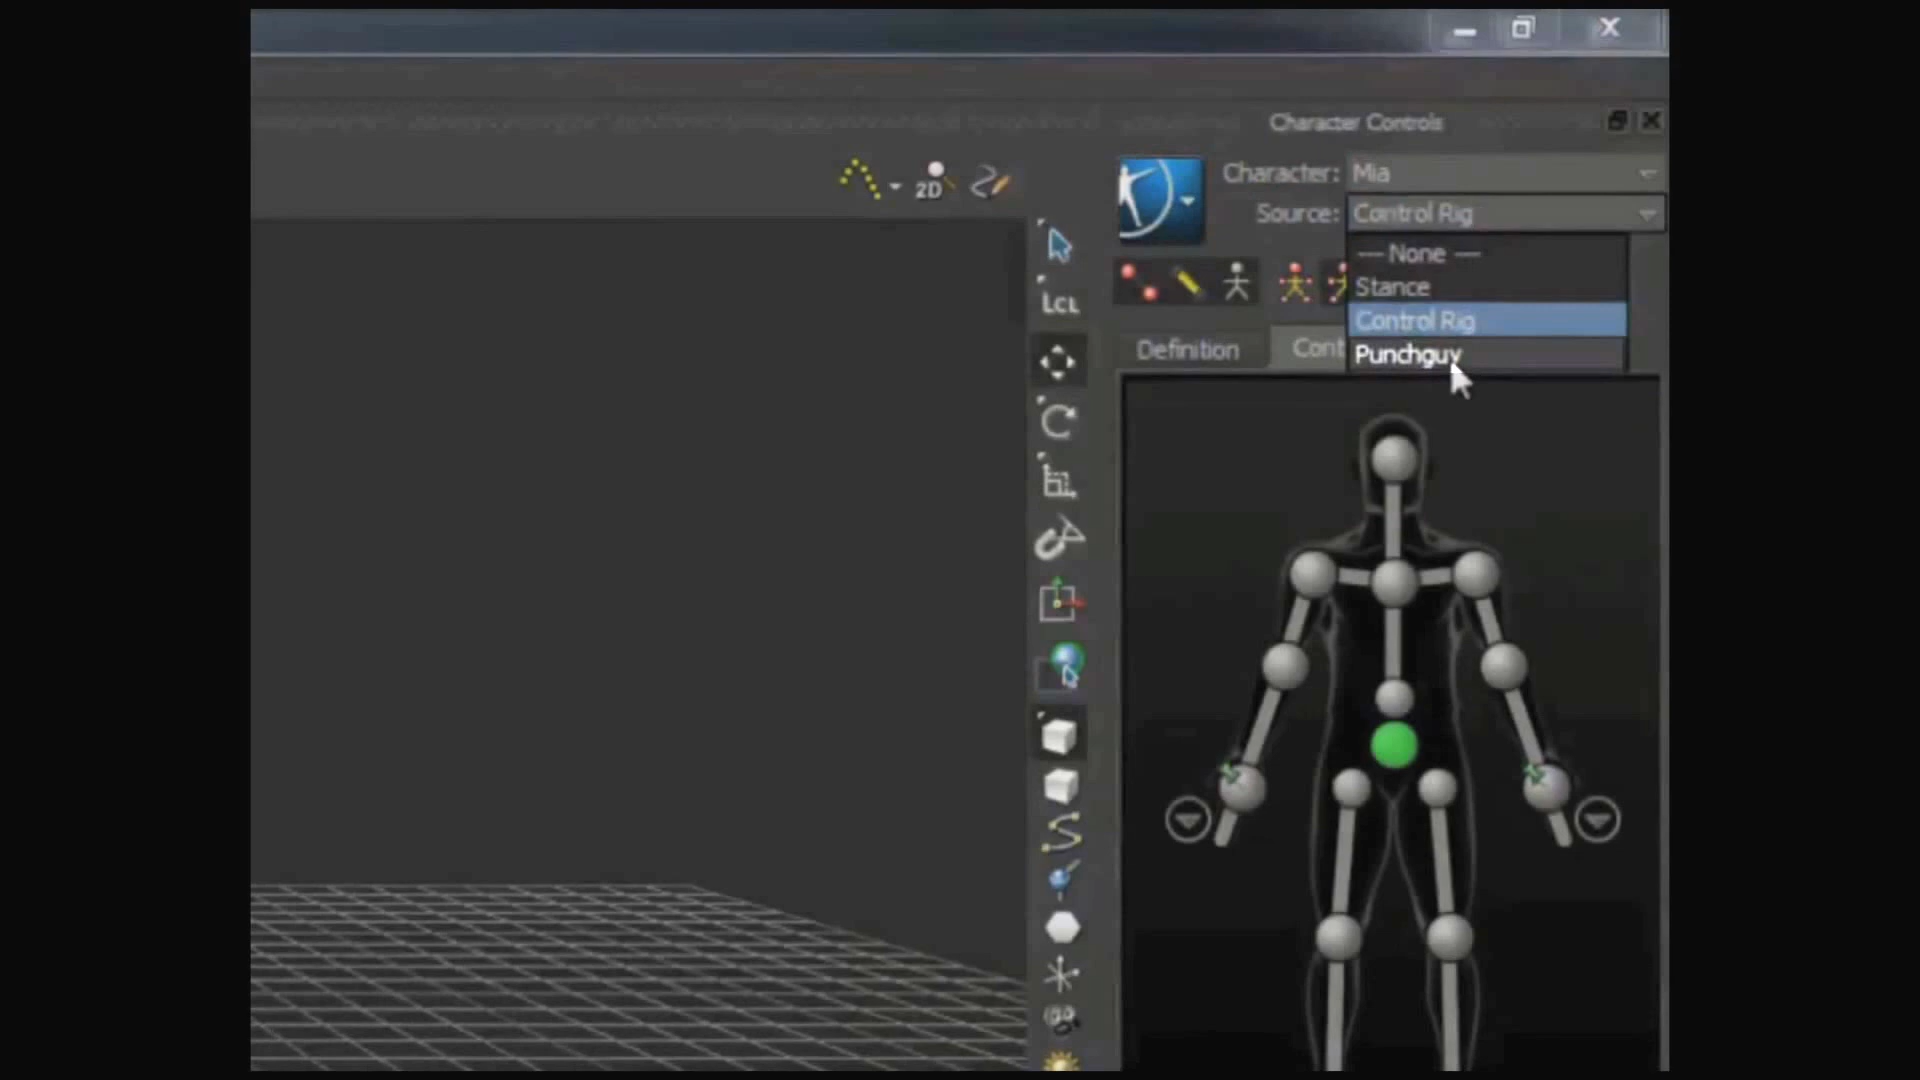 Character Controls
2D
Character: Mia
Source: Control Rig
--- None ---
Stance
LCL
Control Rig
Definition
Cont
Punchguy